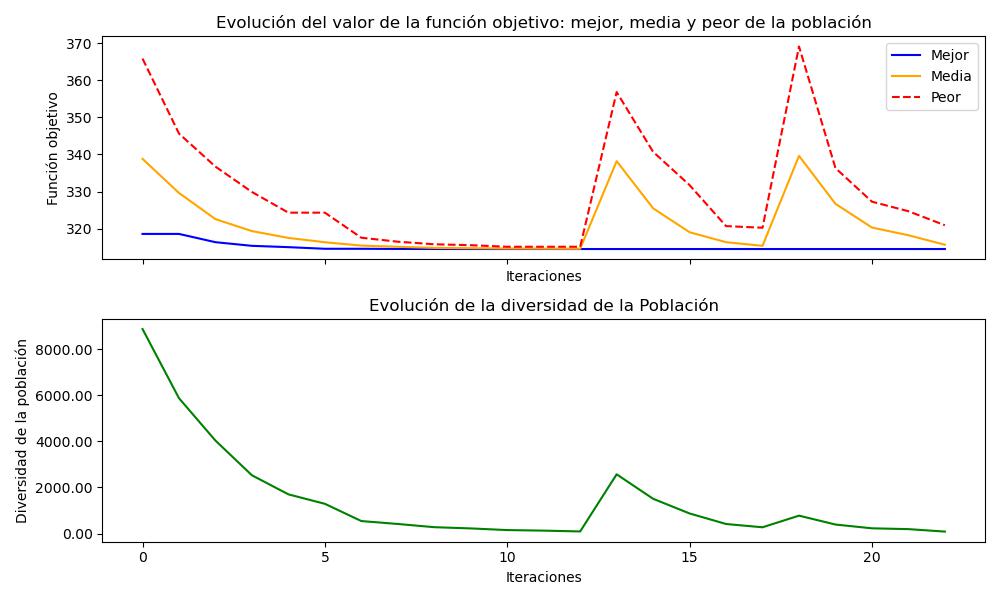 Evolución del valor de la función objetivo: mejor, media y peor de la población
370
360
350
340
330
320
Función objetivo
Mejor
Media
Peor
Iteraciones
Evolución de la diversidad de la Población
8000.00
6000.00
4000.00
2000.00
0.00
Diversidad de la población
0
5
10
15
20
Iteraciones